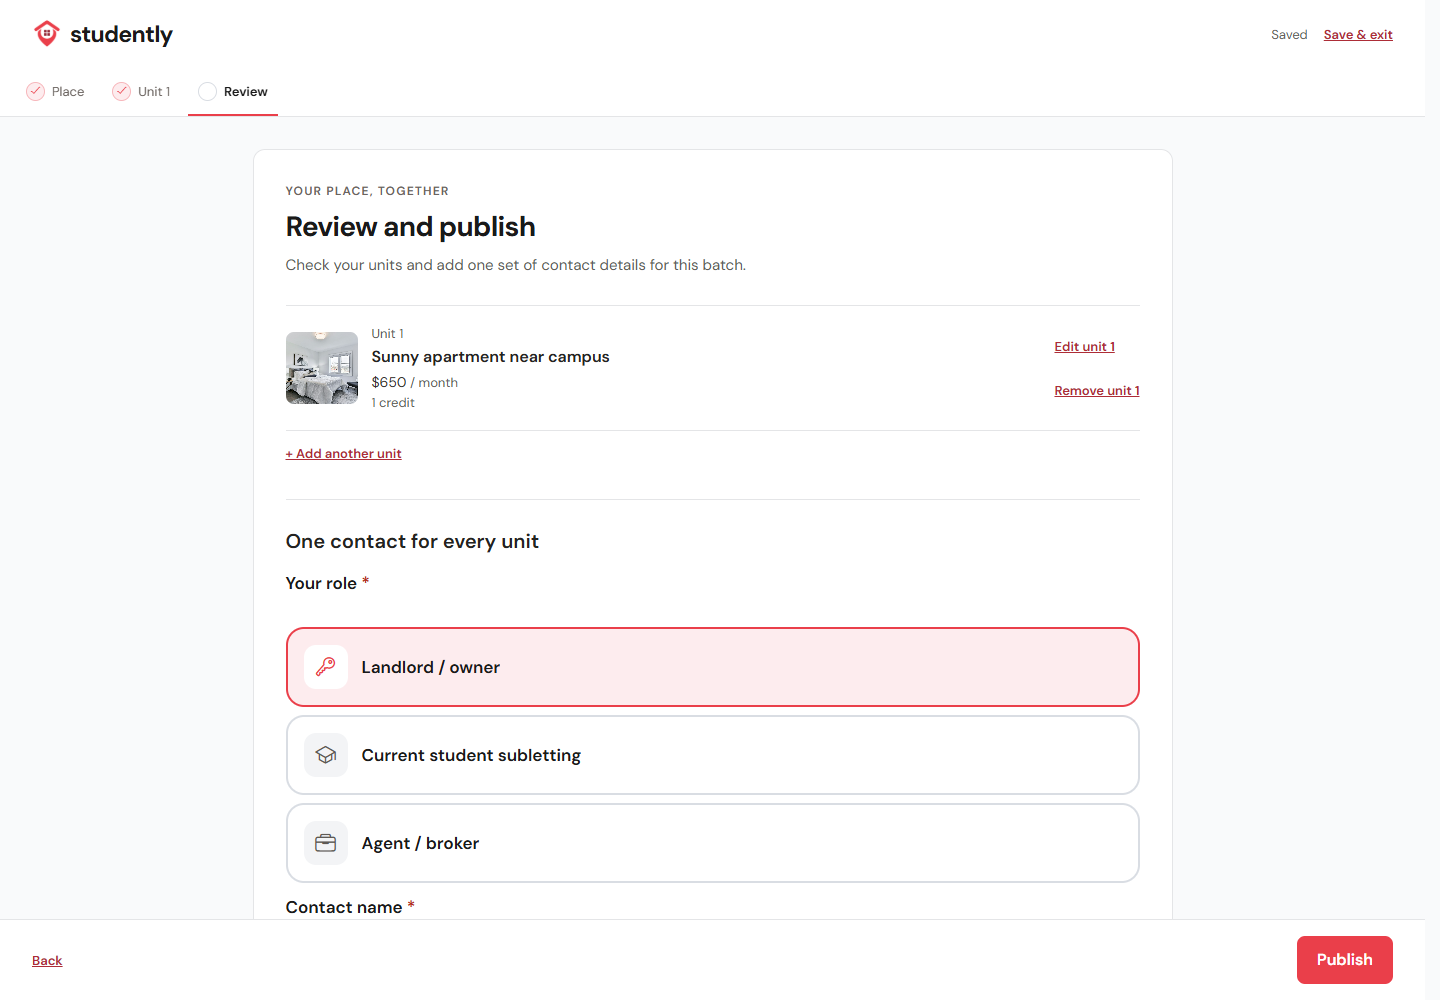 studently
Saved
Save & exit
Place
Unit 1
Review
YOUR PLACE, TOGETHER
Review and publish
Check your units and add one set of contact details for this batch.
Unit 1
Sunny apartment near campus
$650 / month
1 credit
Edit unit 1
Remove unit 1
+ Add another unit
One contact for every unit
Your role *
Landlord / owner
Current student subletting
Agent / broker
Contact name *
Back
Publish